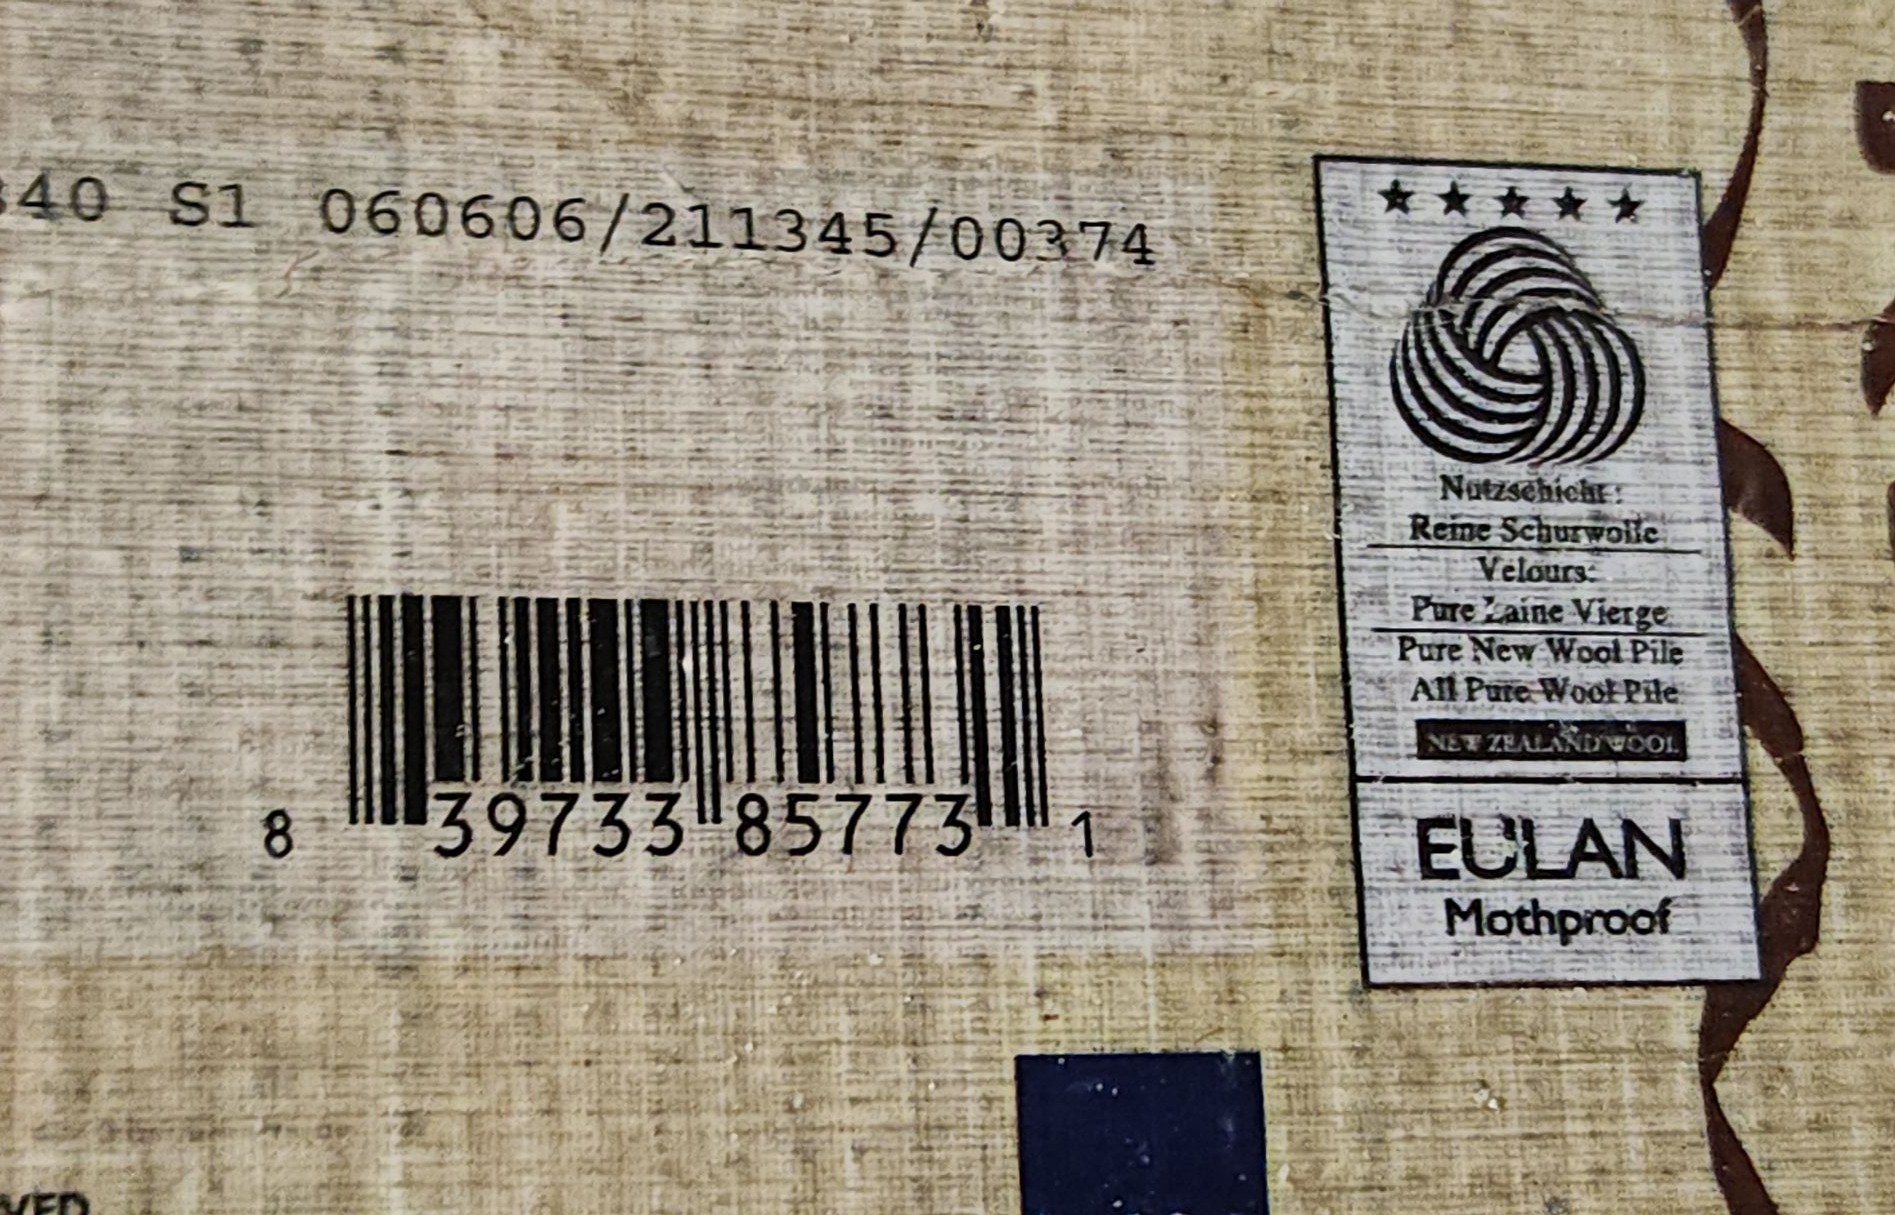 340 S1 060606/211345/00374
Nutzschicht:
Reine Schurwolle
Velours:
Pure Laine Vierge
Pure New Wool Pile
All Pure Wool Pile
NEW ZEALAND WOOL
EULAN
Mothproof
8 39733 85773 1